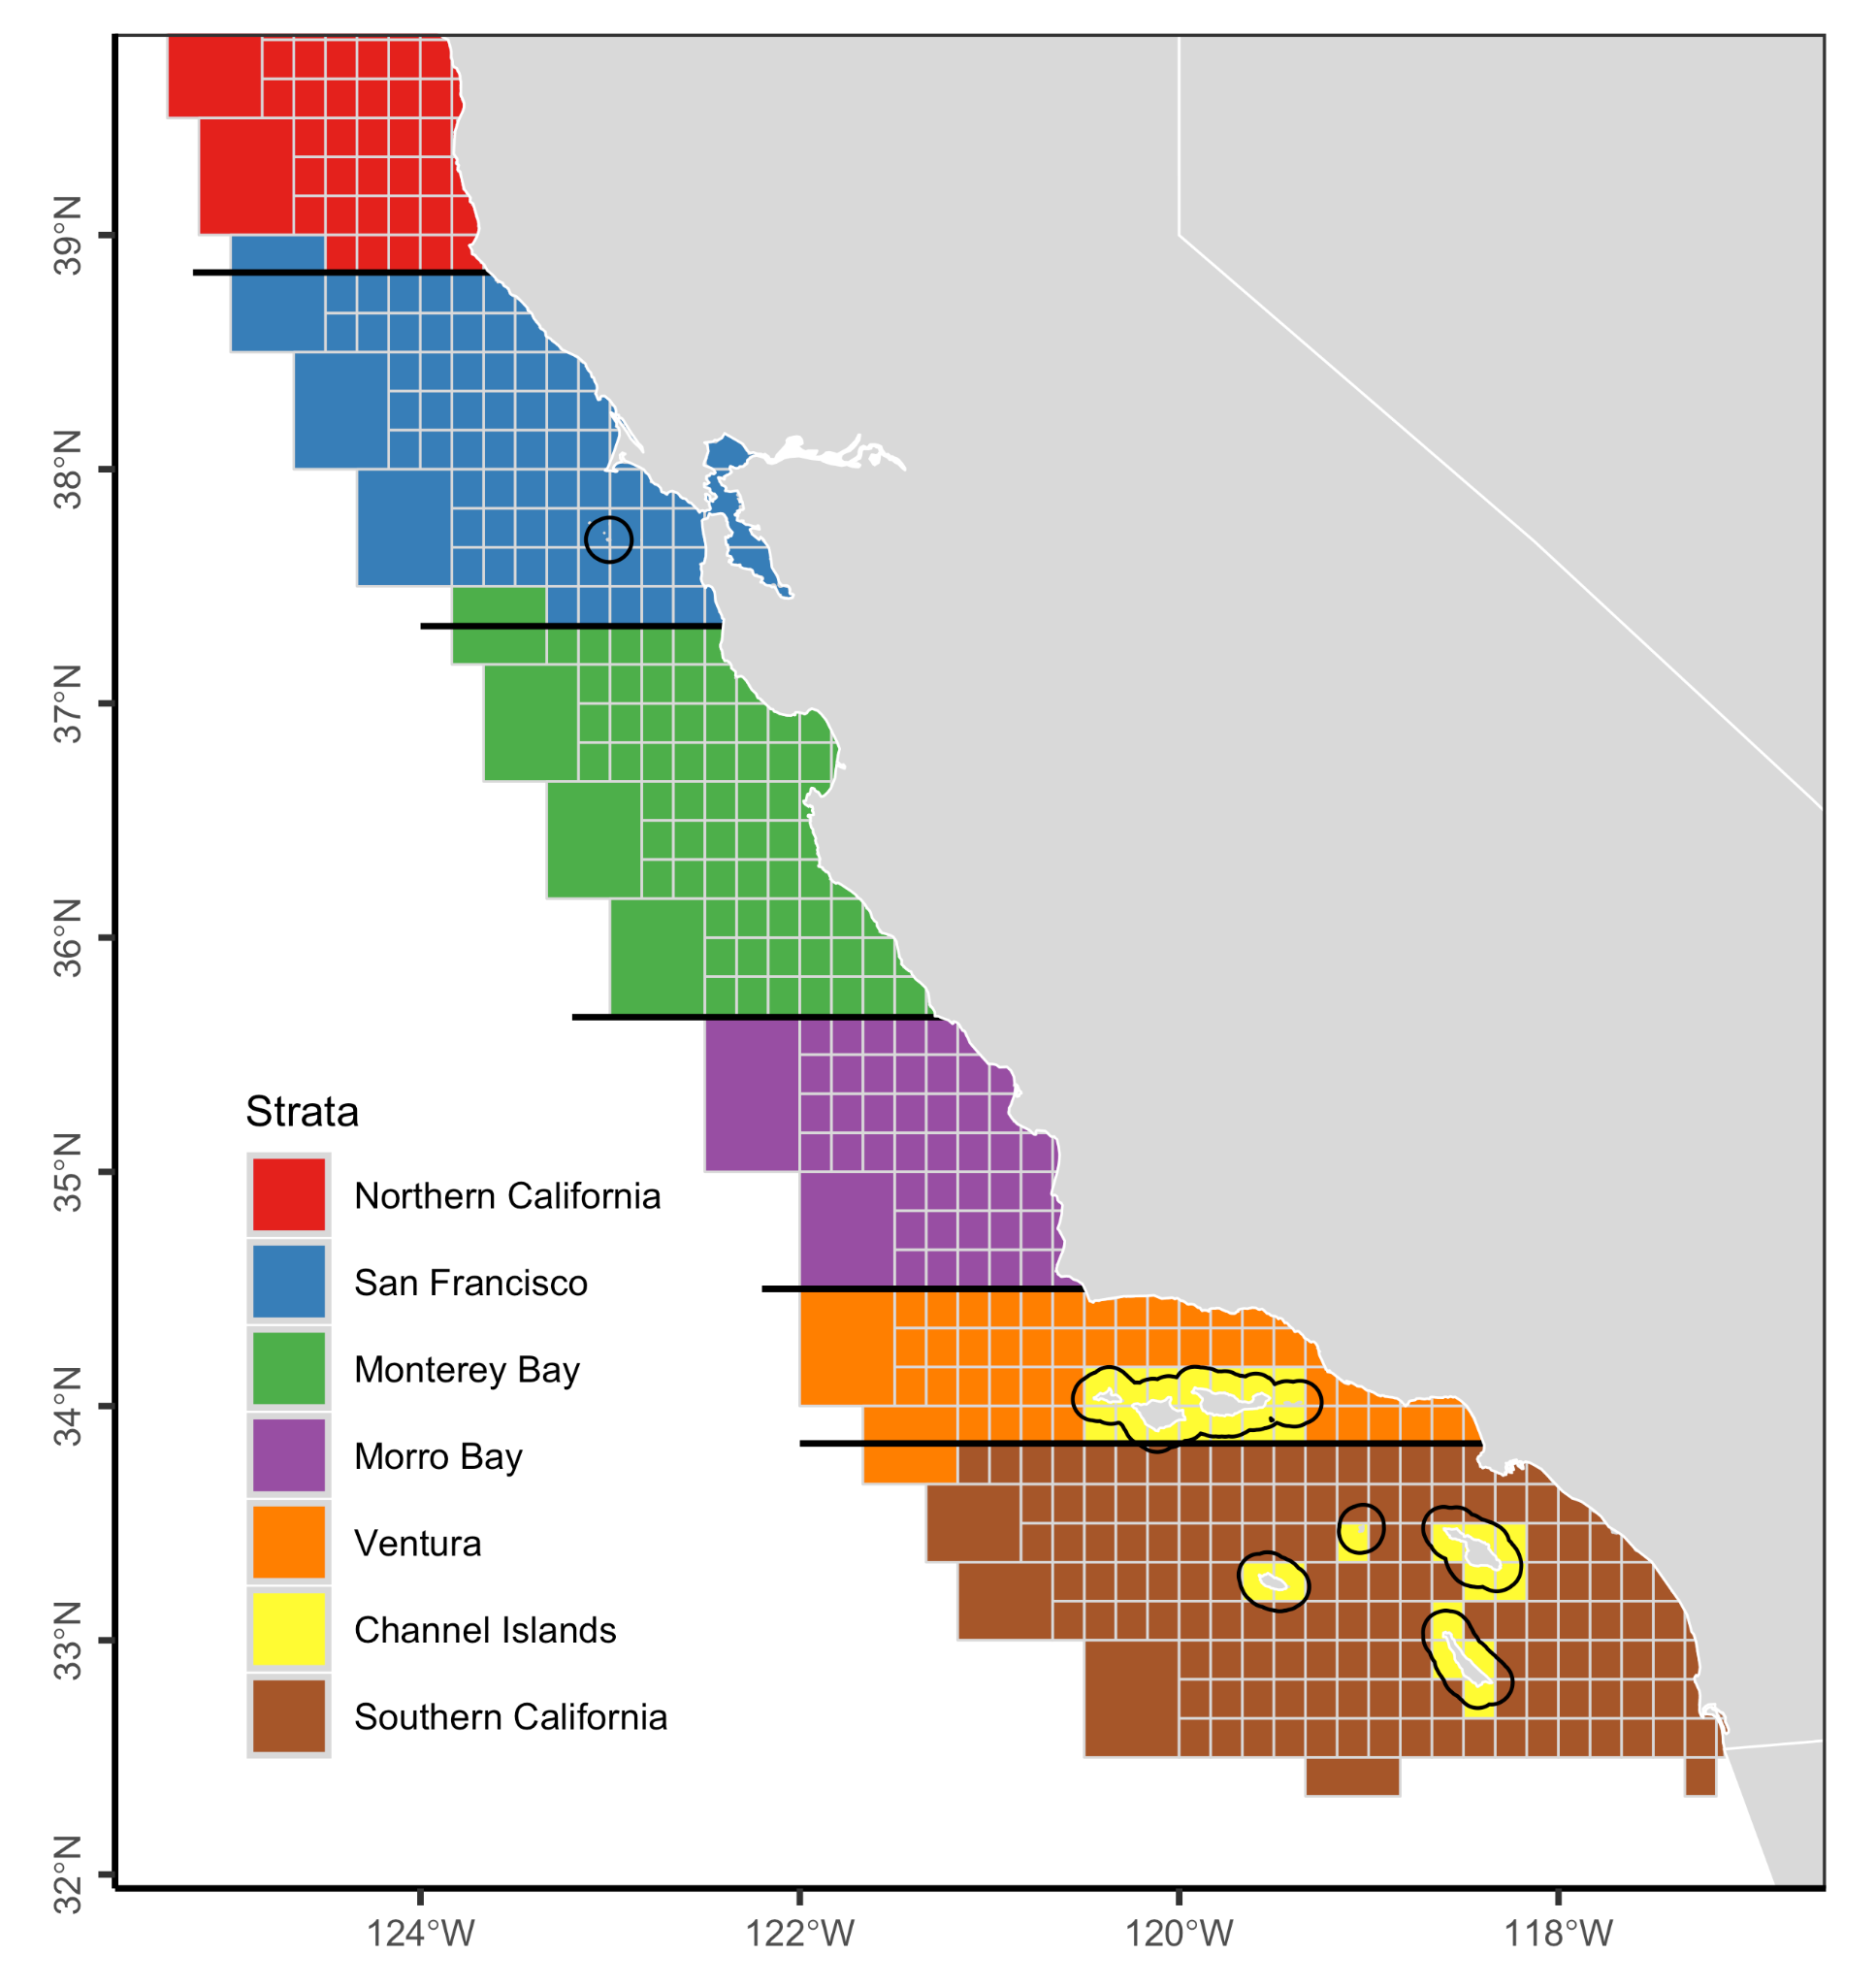 39°N
38°N
37°N
36°N
35°N
34°N
33°N
32°N
Strata
Northern California
San Francisco
Monterey Bay
Morro Bay
Ventura
Channel Islands
Southern California
124°W
122°W
120°W
118°W